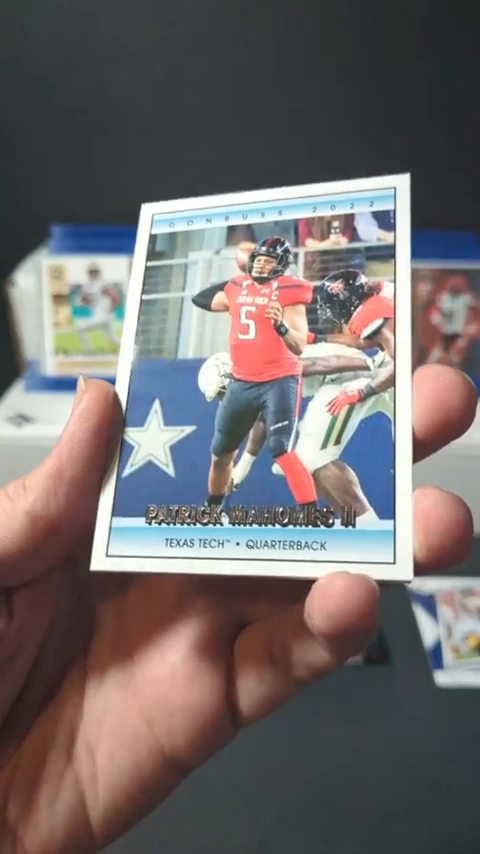 DONRUSS 2022
TEXAS TECH
5
PATRICK MAHOMES II
TEXAS TECH™ • QUARTERBACK